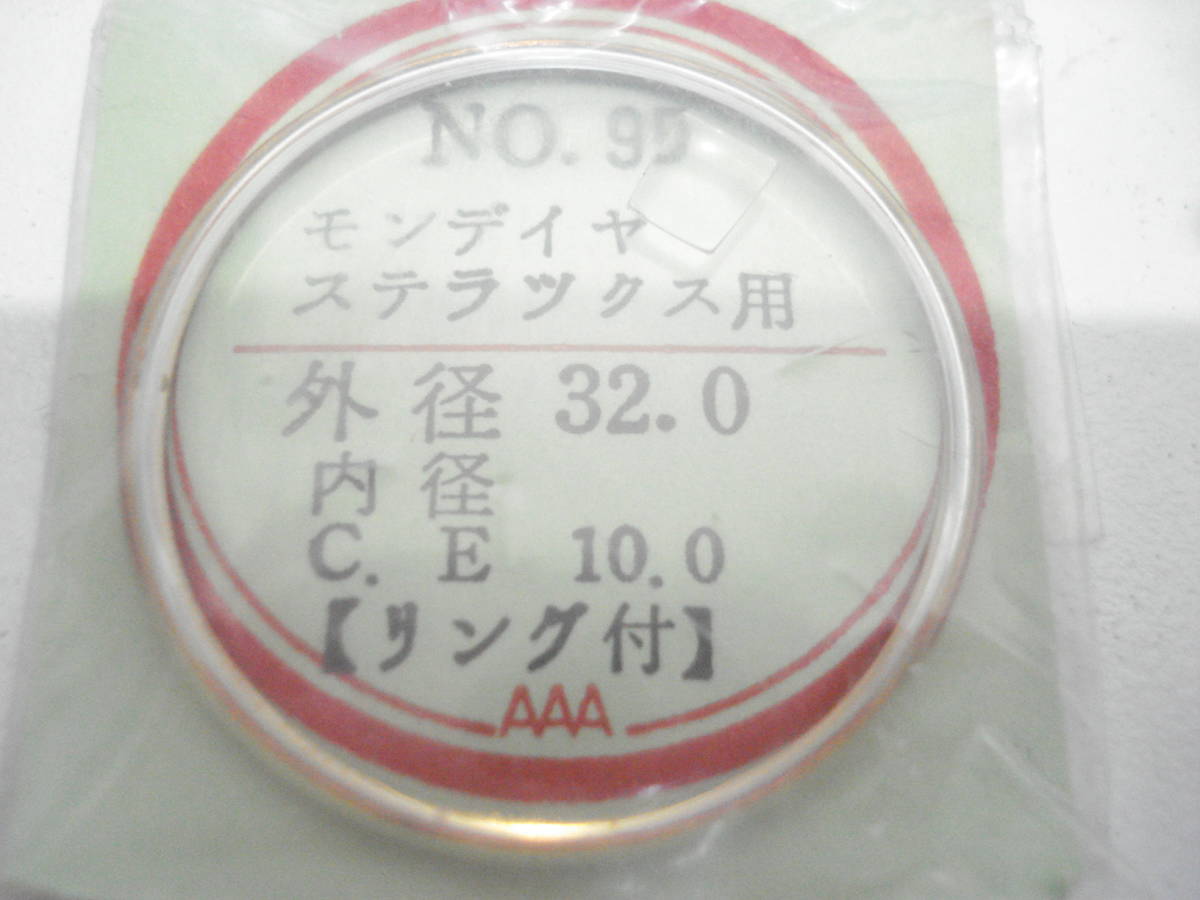 NO. 95
モンデイヤ
ステラツクス用
外径 32.0
内径
C. E 10.0
【リング付】
AAA